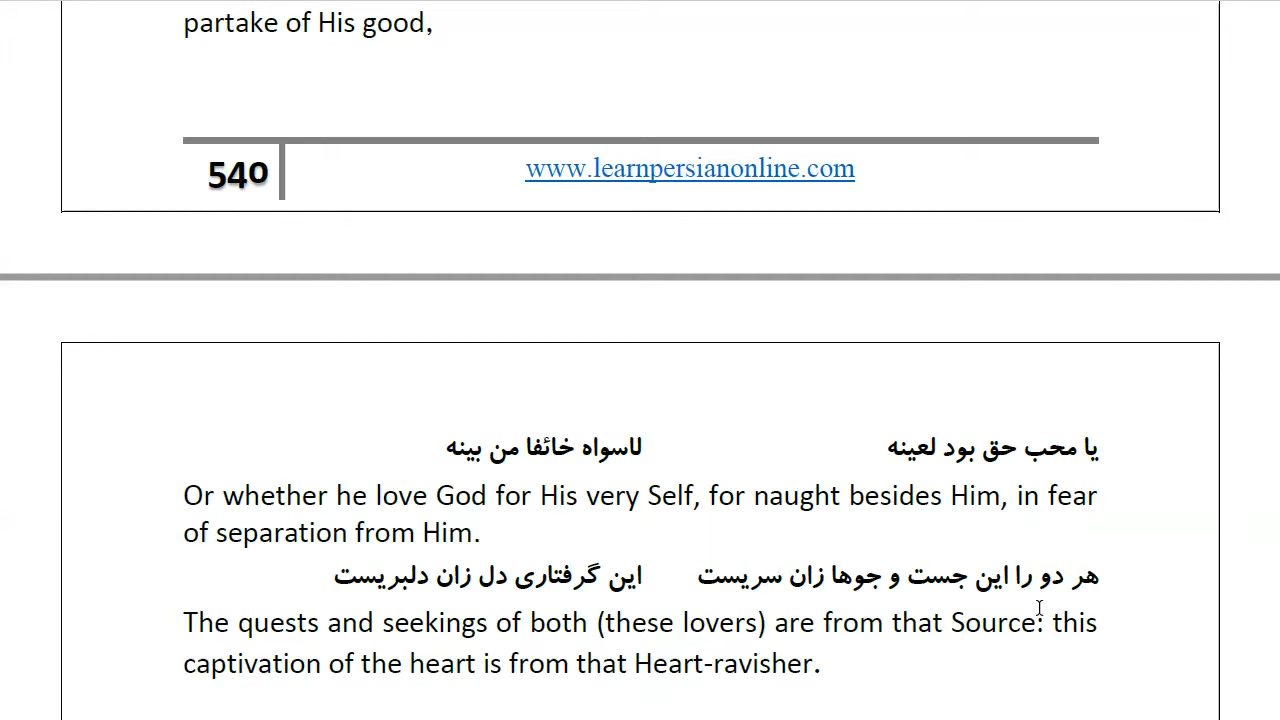 partake of His good,
540
www.learnpersianonline.com
یا محب حق بود لعینه لاسواه خائفا من بینه
Or whether he love God for His very Self, for naught besides Him, in fear
of separation from Him.
هر دو را این جست و جوها زان سریست این گرفتاری دل زان دلبریست
The quests and seekings of both (these lovers) are from that Source: this
captivation of the heart is from that Heart-ravisher.